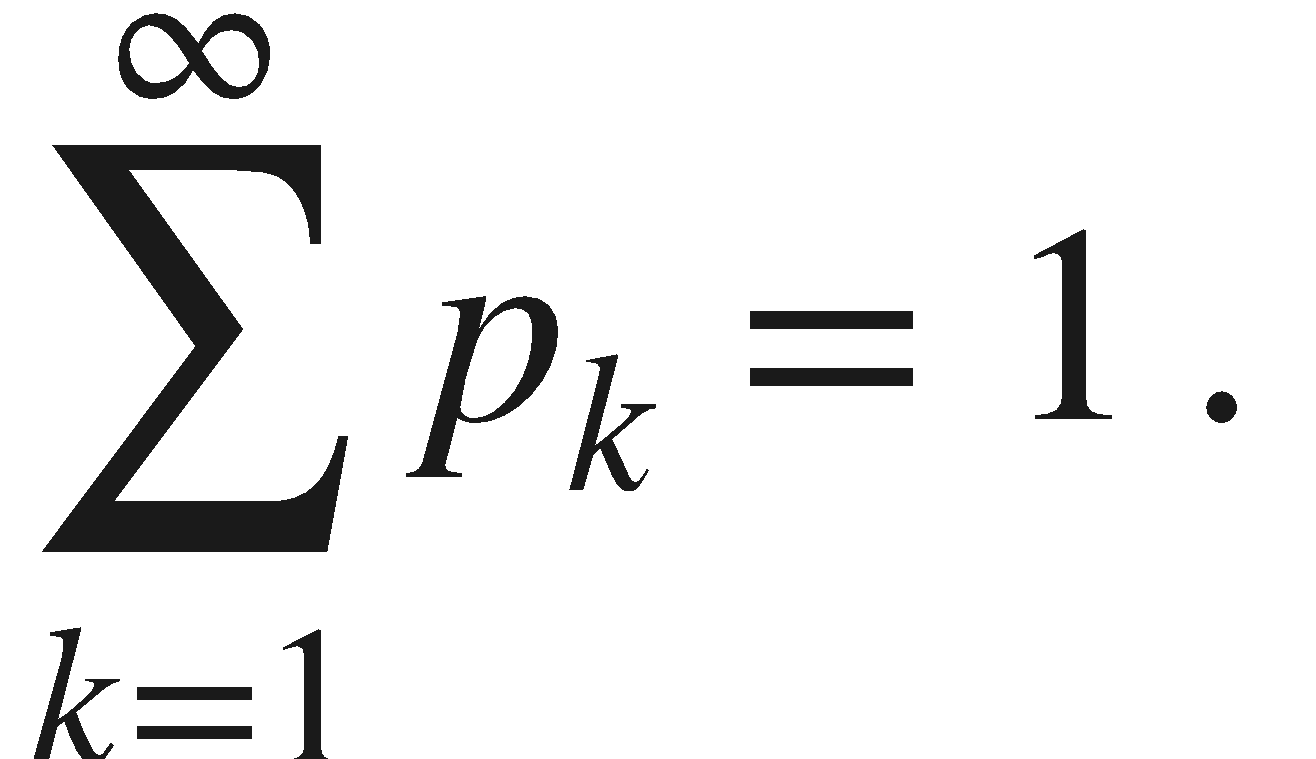 ∞
∑ p_k = 1 .
k=1